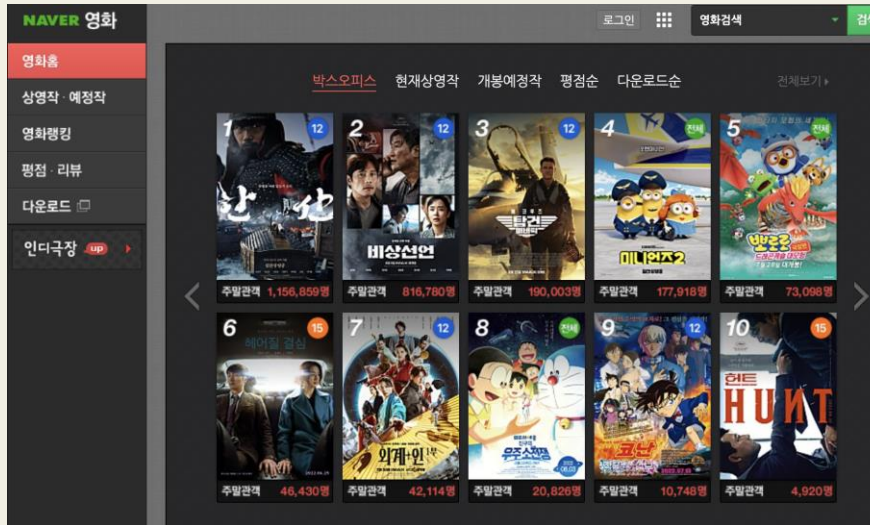 NAVER 영화
로그인
영화검색
영화홈
상영작 · 예정작
영화랭킹
평점 · 리뷰
다운로드
인디극장 up
박스오피스 현재상영작 개봉예정작 평점순 다운로드순 전체보기
1 12
한산
주말관객 1,156,859명
2 12
비상선언
주말관객 816,780명
3 12
탑건
주말관객 190,003명
4 전체
미니언즈2
주말관객 177,918명
5 전체
뽀로로
주말관객 73,098명
6 15
헤어질 결심
주말관객 46,430명
7 12
외계+인 1부
주말관객 42,114명
8 전체
우주소전쟁
주말관객 20,826명
9 12
코난
주말관객 10,748명
10 15
헌트
HUNT
주말관객 4,920명